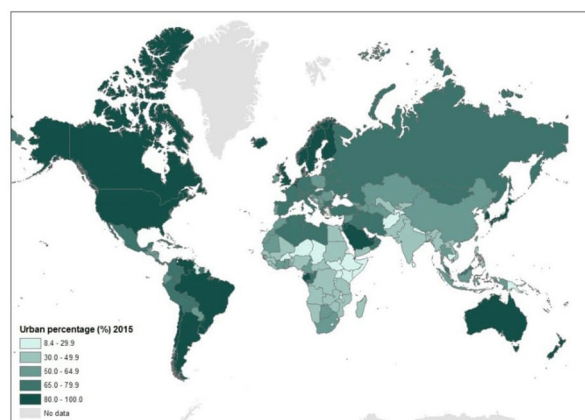 Urban percentage (%) 2015
8.4 - 29.9
30.0 - 49.9
50.0 - 64.9
65.0 - 79.9
80.0 - 100.0
No data